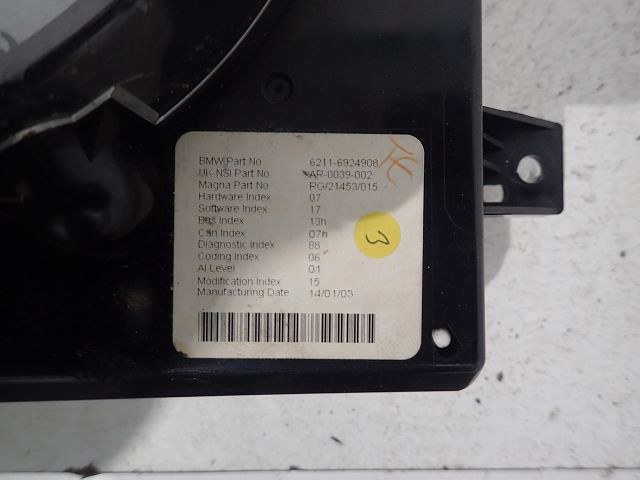 BMW Part No 6211-6924908
UK-NSI Part No AR-0039-002
Magna Part No RG/21453/015
Hardware Index 07
Software Index 17
Bus Index 13h
Can Index 07h
Diagnostic Index 88
Coding Index 06
AI Level 01
Modification Index 15
Manufacturing Date 14/01/03
3